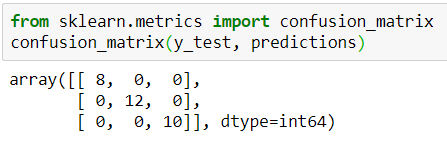 from sklearn.metrics import confusion_matrix
confusion_matrix(y_test, predictions)
array([[ 8,  0,  0],
       [ 0, 12,  0],
       [ 0,  0, 10]], dtype=int64)